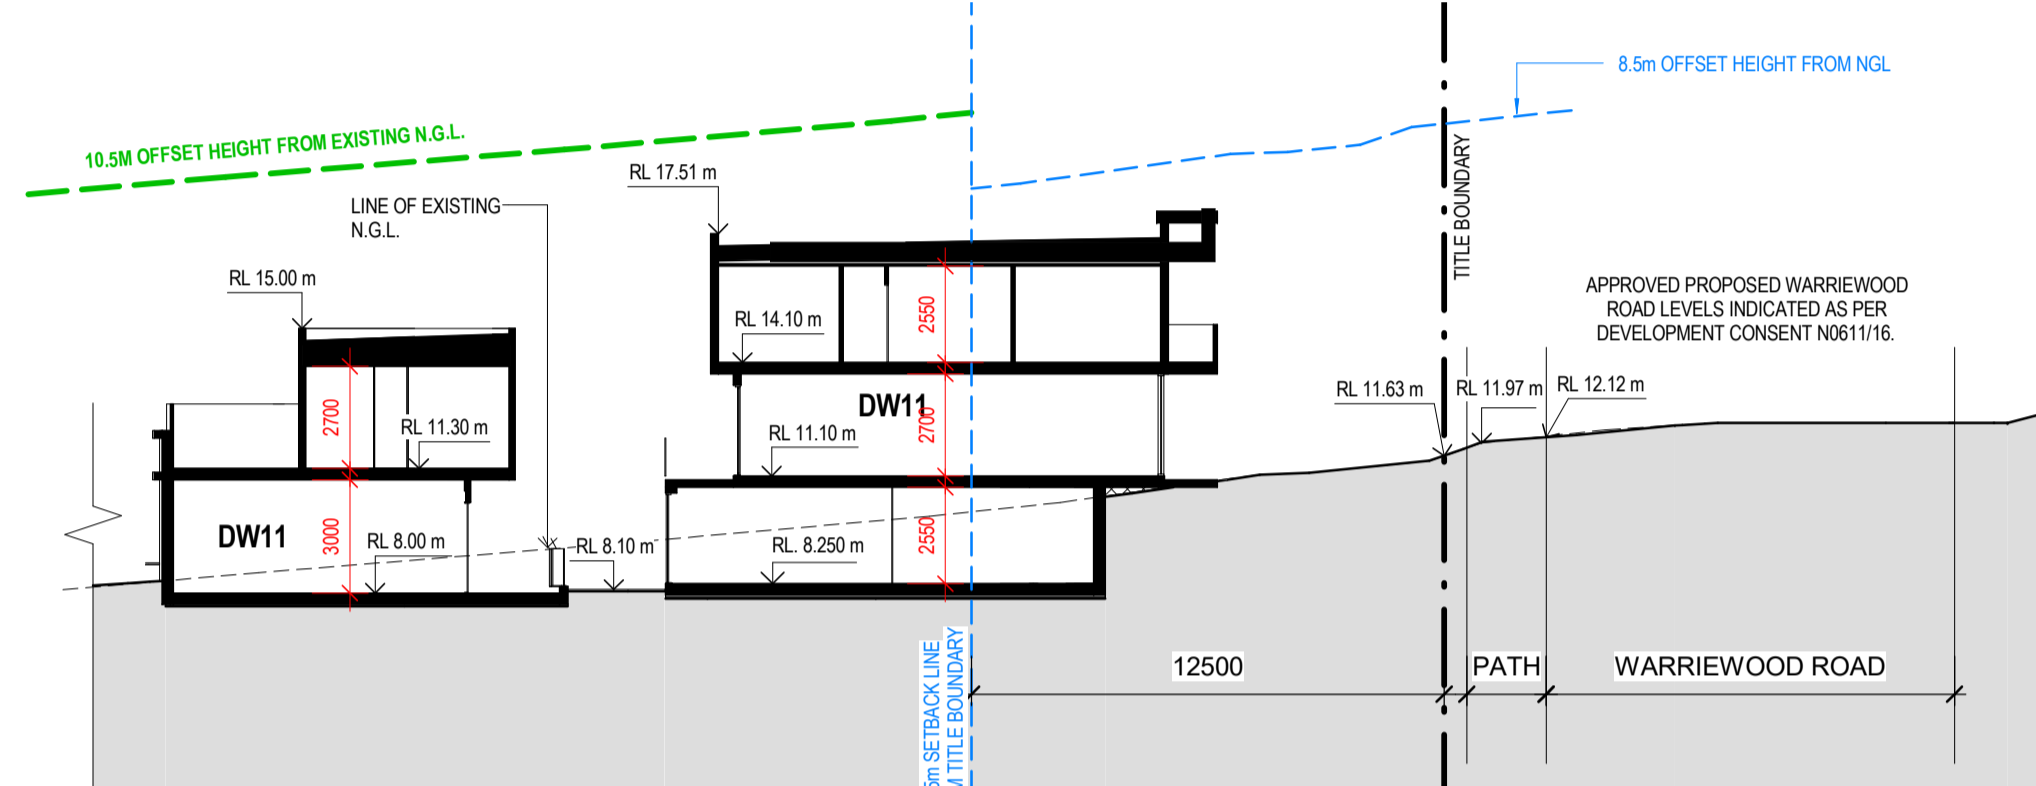 8.5m OFFSET HEIGHT FROM NGL
10.5M OFFSET HEIGHT FROM EXISTING N.G.L.
RL 17.51 m
LINE OF EXISTING
N.G.L.
TITLE BOUNDARY
RL 15.00 m
APPROVED PROPOSED WARRIEWOOD
ROAD LEVELS INDICATED AS PER
DEVELOPMENT CONSENT N0611/16.
2550
RL 14.10 m
RL 11.63 m
RL 11.97 m
RL 12.12 m
2700
RL 11.30 m
DW11
2700
RL 11.10 m
DW11
3000
RL 8.00 m
RL 8.10 m
RL. 8.250 m
2550
5m SETBACK LINE
M TITLE BOUNDARY
12500
PATH
WARRIEWOOD ROAD